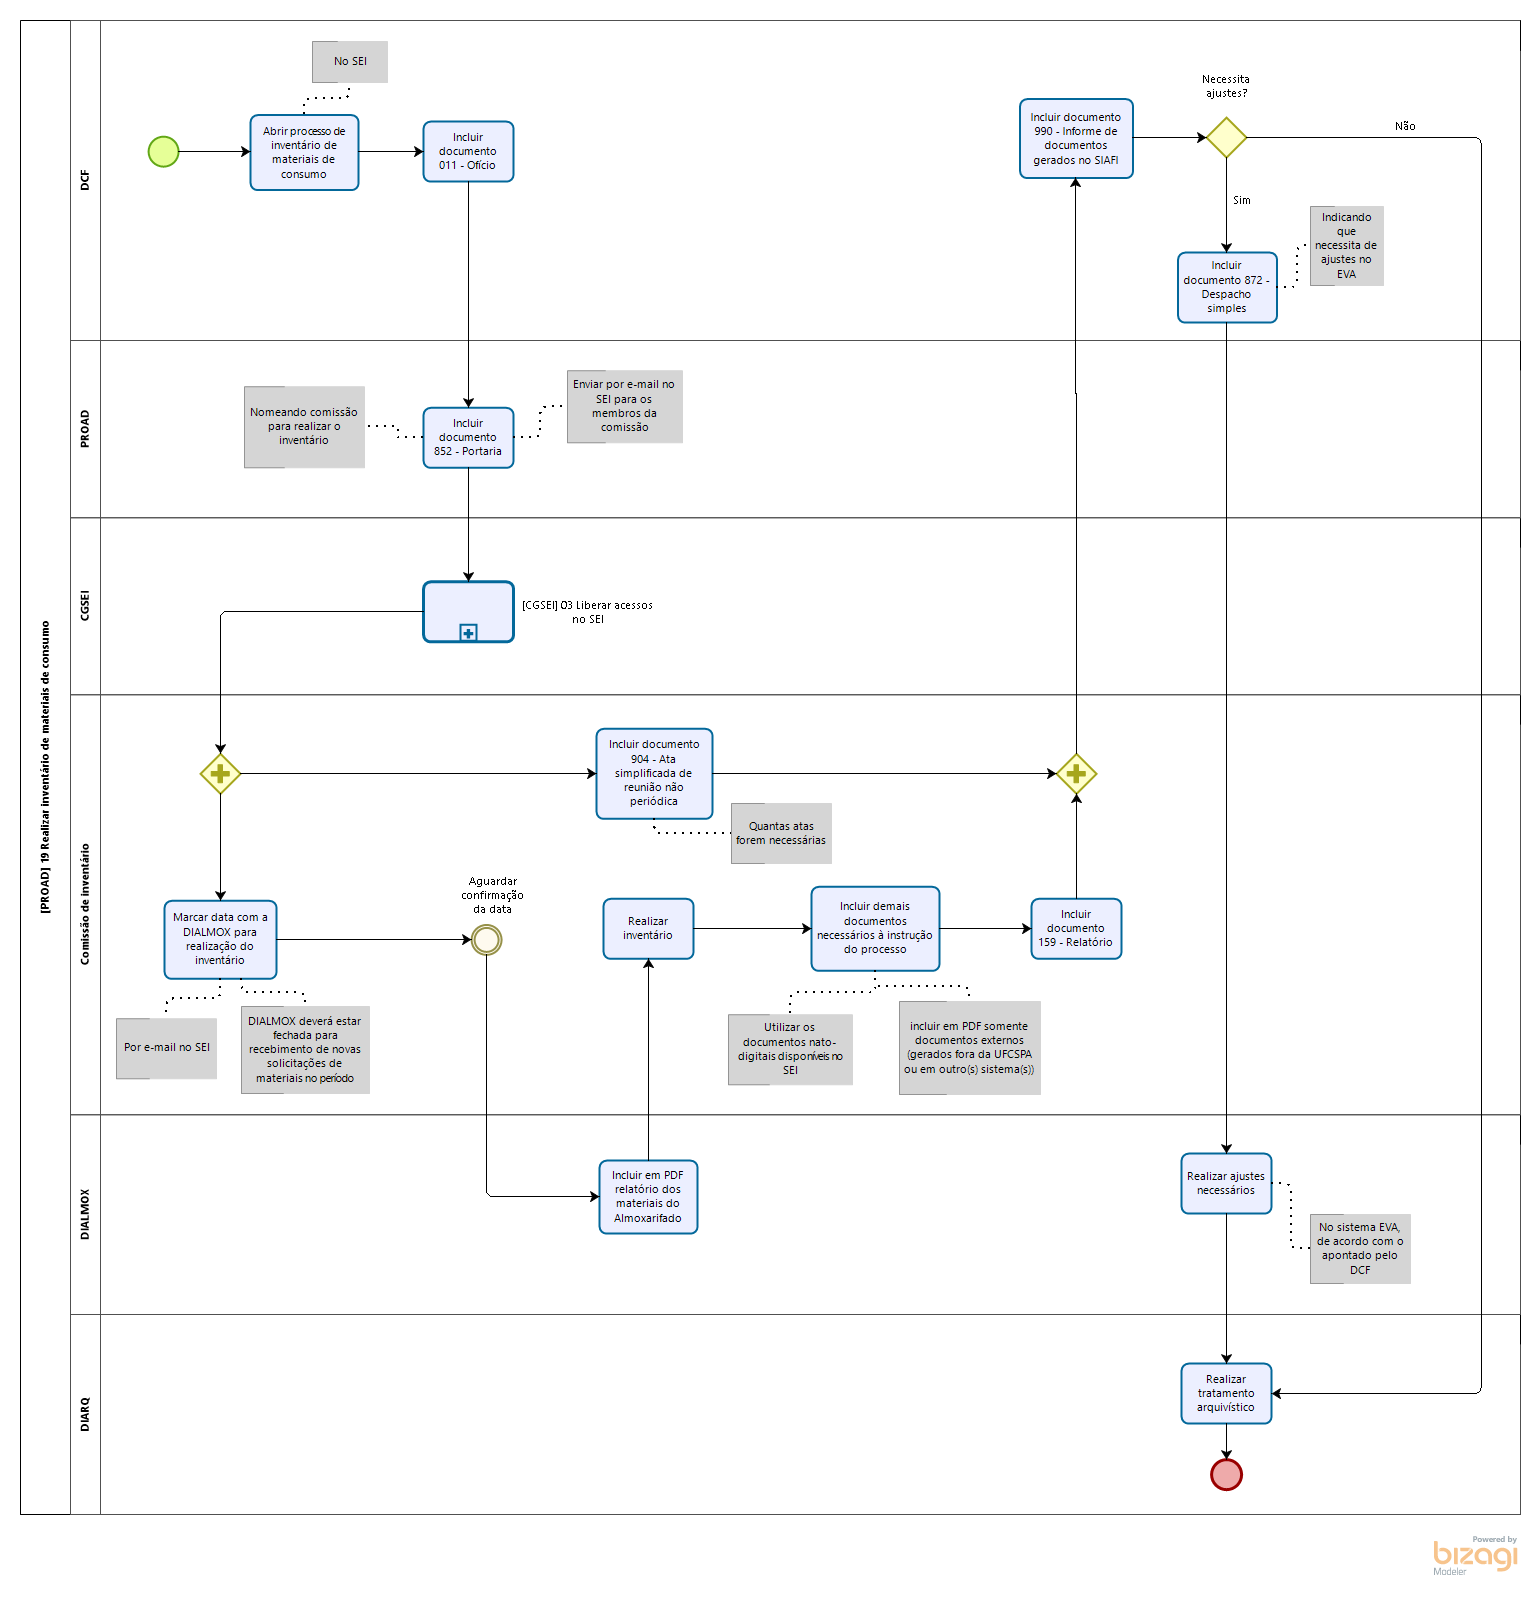 [PROAD] 19 Realizar inventário de materiais de consumo
DCF
No SEI
Abrir processo de
inventário de
materiais de
consumo
Incluir
documento
011 - Ofício
Incluir documento
990 - Informe de
documentos
gerados no SIAFI
Necessita
ajustes?
Não
Sim
Incluir
documento 872 -
Despacho
simples
Indicando
que
necessita de
ajustes no
EVA
PROAD
Nomeando comissão
para realizar o
inventário
Incluir
documento
852 - Portaria
Enviar por e-mail no
SEI para os
membros da
comissão
CGSEI
[CGSEI] 03 Liberar acessos
no SEI
Comissão de inventário
Incluir documento
904 - Ata
simplificada de
reunião não
periódica
Quantas atas
forem necessárias
Marcar data com a
DIALMOX para
realização do
inventário
Por e-mail no SEI
DIALMOX deverá estar
fechada para
recebimento de novas
solicitações de
materiais no período
Aguardar
confirmação
da data
Realizar
inventário
Incluir demais
documentos
necessários à instrução
do processo
Utilizar os
documentos nato-
digitais disponíveis no
SEI
incluir em PDF somente
documentos externos
(gerados fora da UFCSPA
ou em outro(s) sistema(s))
Incluir
documento
159 - Relatório
DIALMOX
Incluir em PDF
relatório dos
materiais do
Almoxarifado
Realizar ajustes
necessários
No sistema EVA,
de acordo com o
apontado pelo
DCF
DIARQ
Realizar
tratamento
arquivístico
Powered by
bizagi
Modeler